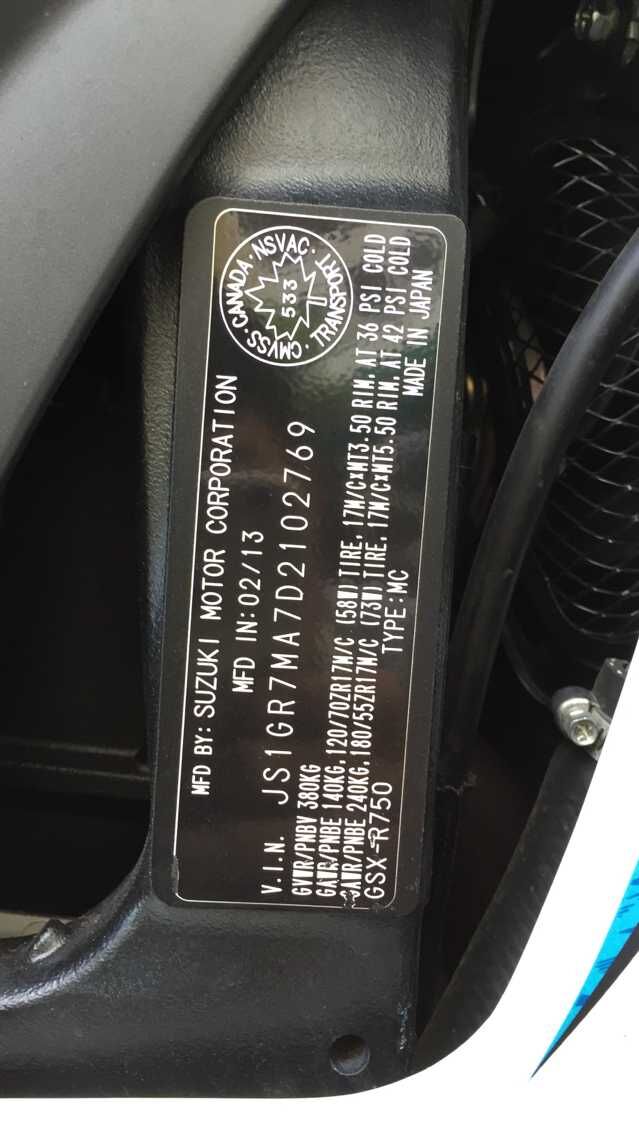 MFD BY: SUZUKI MOTOR CORPORATION
MFD IN: 02/13
V.I.N. JS1GR7MA7D2102769
GVWR/PNBV 380KG
GAWR/PNBE 140KG,120/70ZR17M/C (58W) TIRE, 17M/C×MT3.50 RIM, AT 36 PSI COLD
GAWR/PNBE 240KG,180/55ZR17M/C (73W) TIRE, 17M/C×MT5.50 RIM, AT 42 PSI COLD
GSX-R750 TYPE:MC MADE IN JAPAN
CMVSS·CANADA·NSVAC·TRANSPORT·
533
T